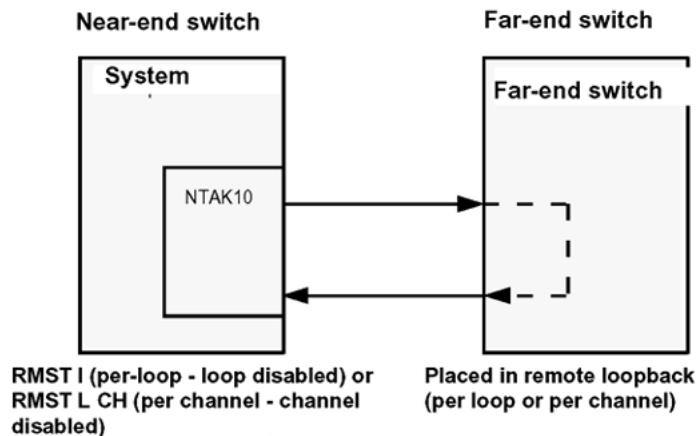 Near-end switch
Far-end switch
System
Far-end switch
NTAK10
RMST l (per-loop - loop disabled) or
RMST L CH (per channel - channel
disabled)
Placed in remote loopback
(per loop or per channel)